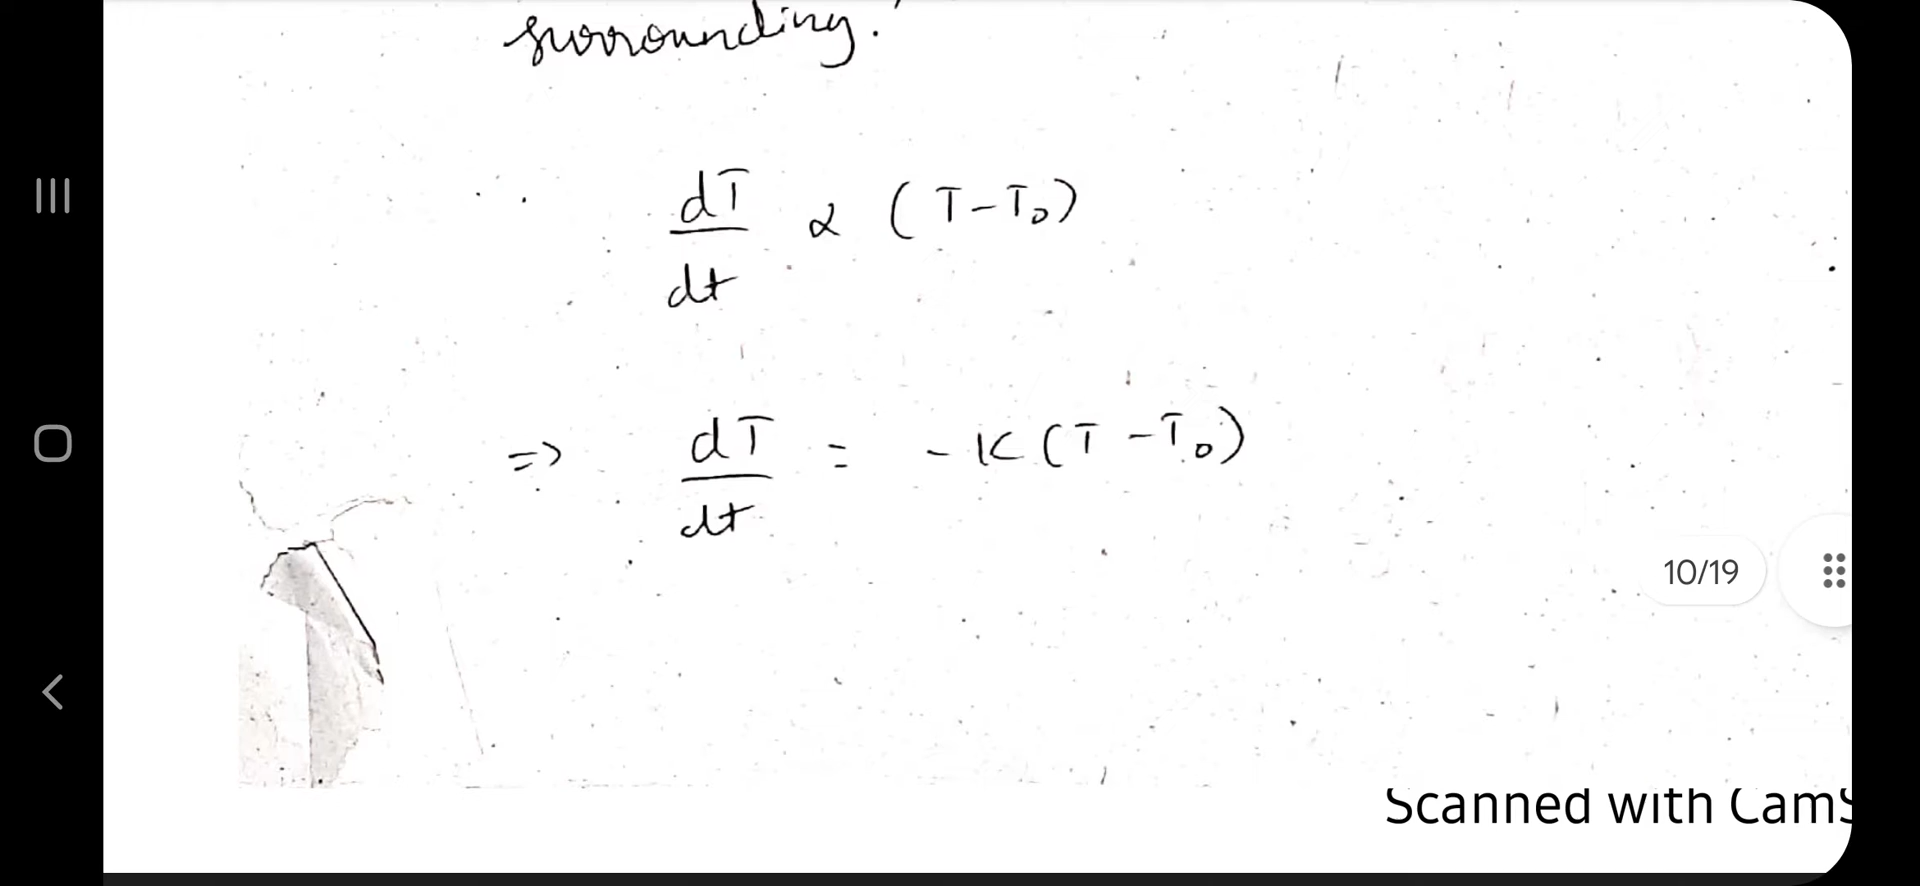 surrounding.'
dT/dt α (T-T₀)
=> dT/dt = -K(T-T₀)
10/19
Scanned with CamS